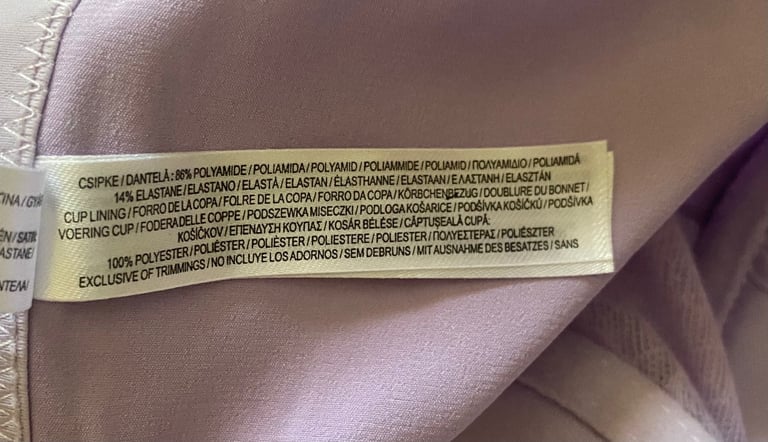 CSIPKE / DANTELĂ : 86% POLYAMIDE / POLIAMIDA / POLYAMID / POLIAMMIDE / POLIAMID / ΠΟΛΥΑΜΙΔΙΟ / POLIAMIDĂ
14% ELASTANE / ELASTANO / ELASTĀ / ELASTAN / ÉLASTHANNE / ELASTAAN / ΕΛΑΣΤΑΝΗ / ELASZTÁN
CUP LINING / FORRO DE LA COPA / FOLRE DE LA COPA / FORRO DA COPA / KÖRBCHENBEZUG / DOUBLURE DU BONNET /
VOERING CUP / FODERA DELLE COPPE / PODSZEWKA MISECZKI / PODLOGA KOŠARICE / PODŠÍVKA KOŠÍČKŮ / PODŠÍVKA
KOŠÍČKOV / ΕΠΕΝΔΥΣΗ ΚΟΥΠΑΣ / KOSÁR BÉLÉSE / CĂPTUȘEALĂ CUPĂ:
100% POLYESTER / POLIÉSTER / POLIÈSTER / POLIESTERE / POLIESTER / ΠΟΛΥΕΣΤΕΡΑΣ / POLIÉSZTER
EXCLUSIVE OF TRIMMINGS / NO INCLUYE LOS ADORNOS / SEM DEBRUNS / MIT AUSNAHME DES BESATZES / SANS